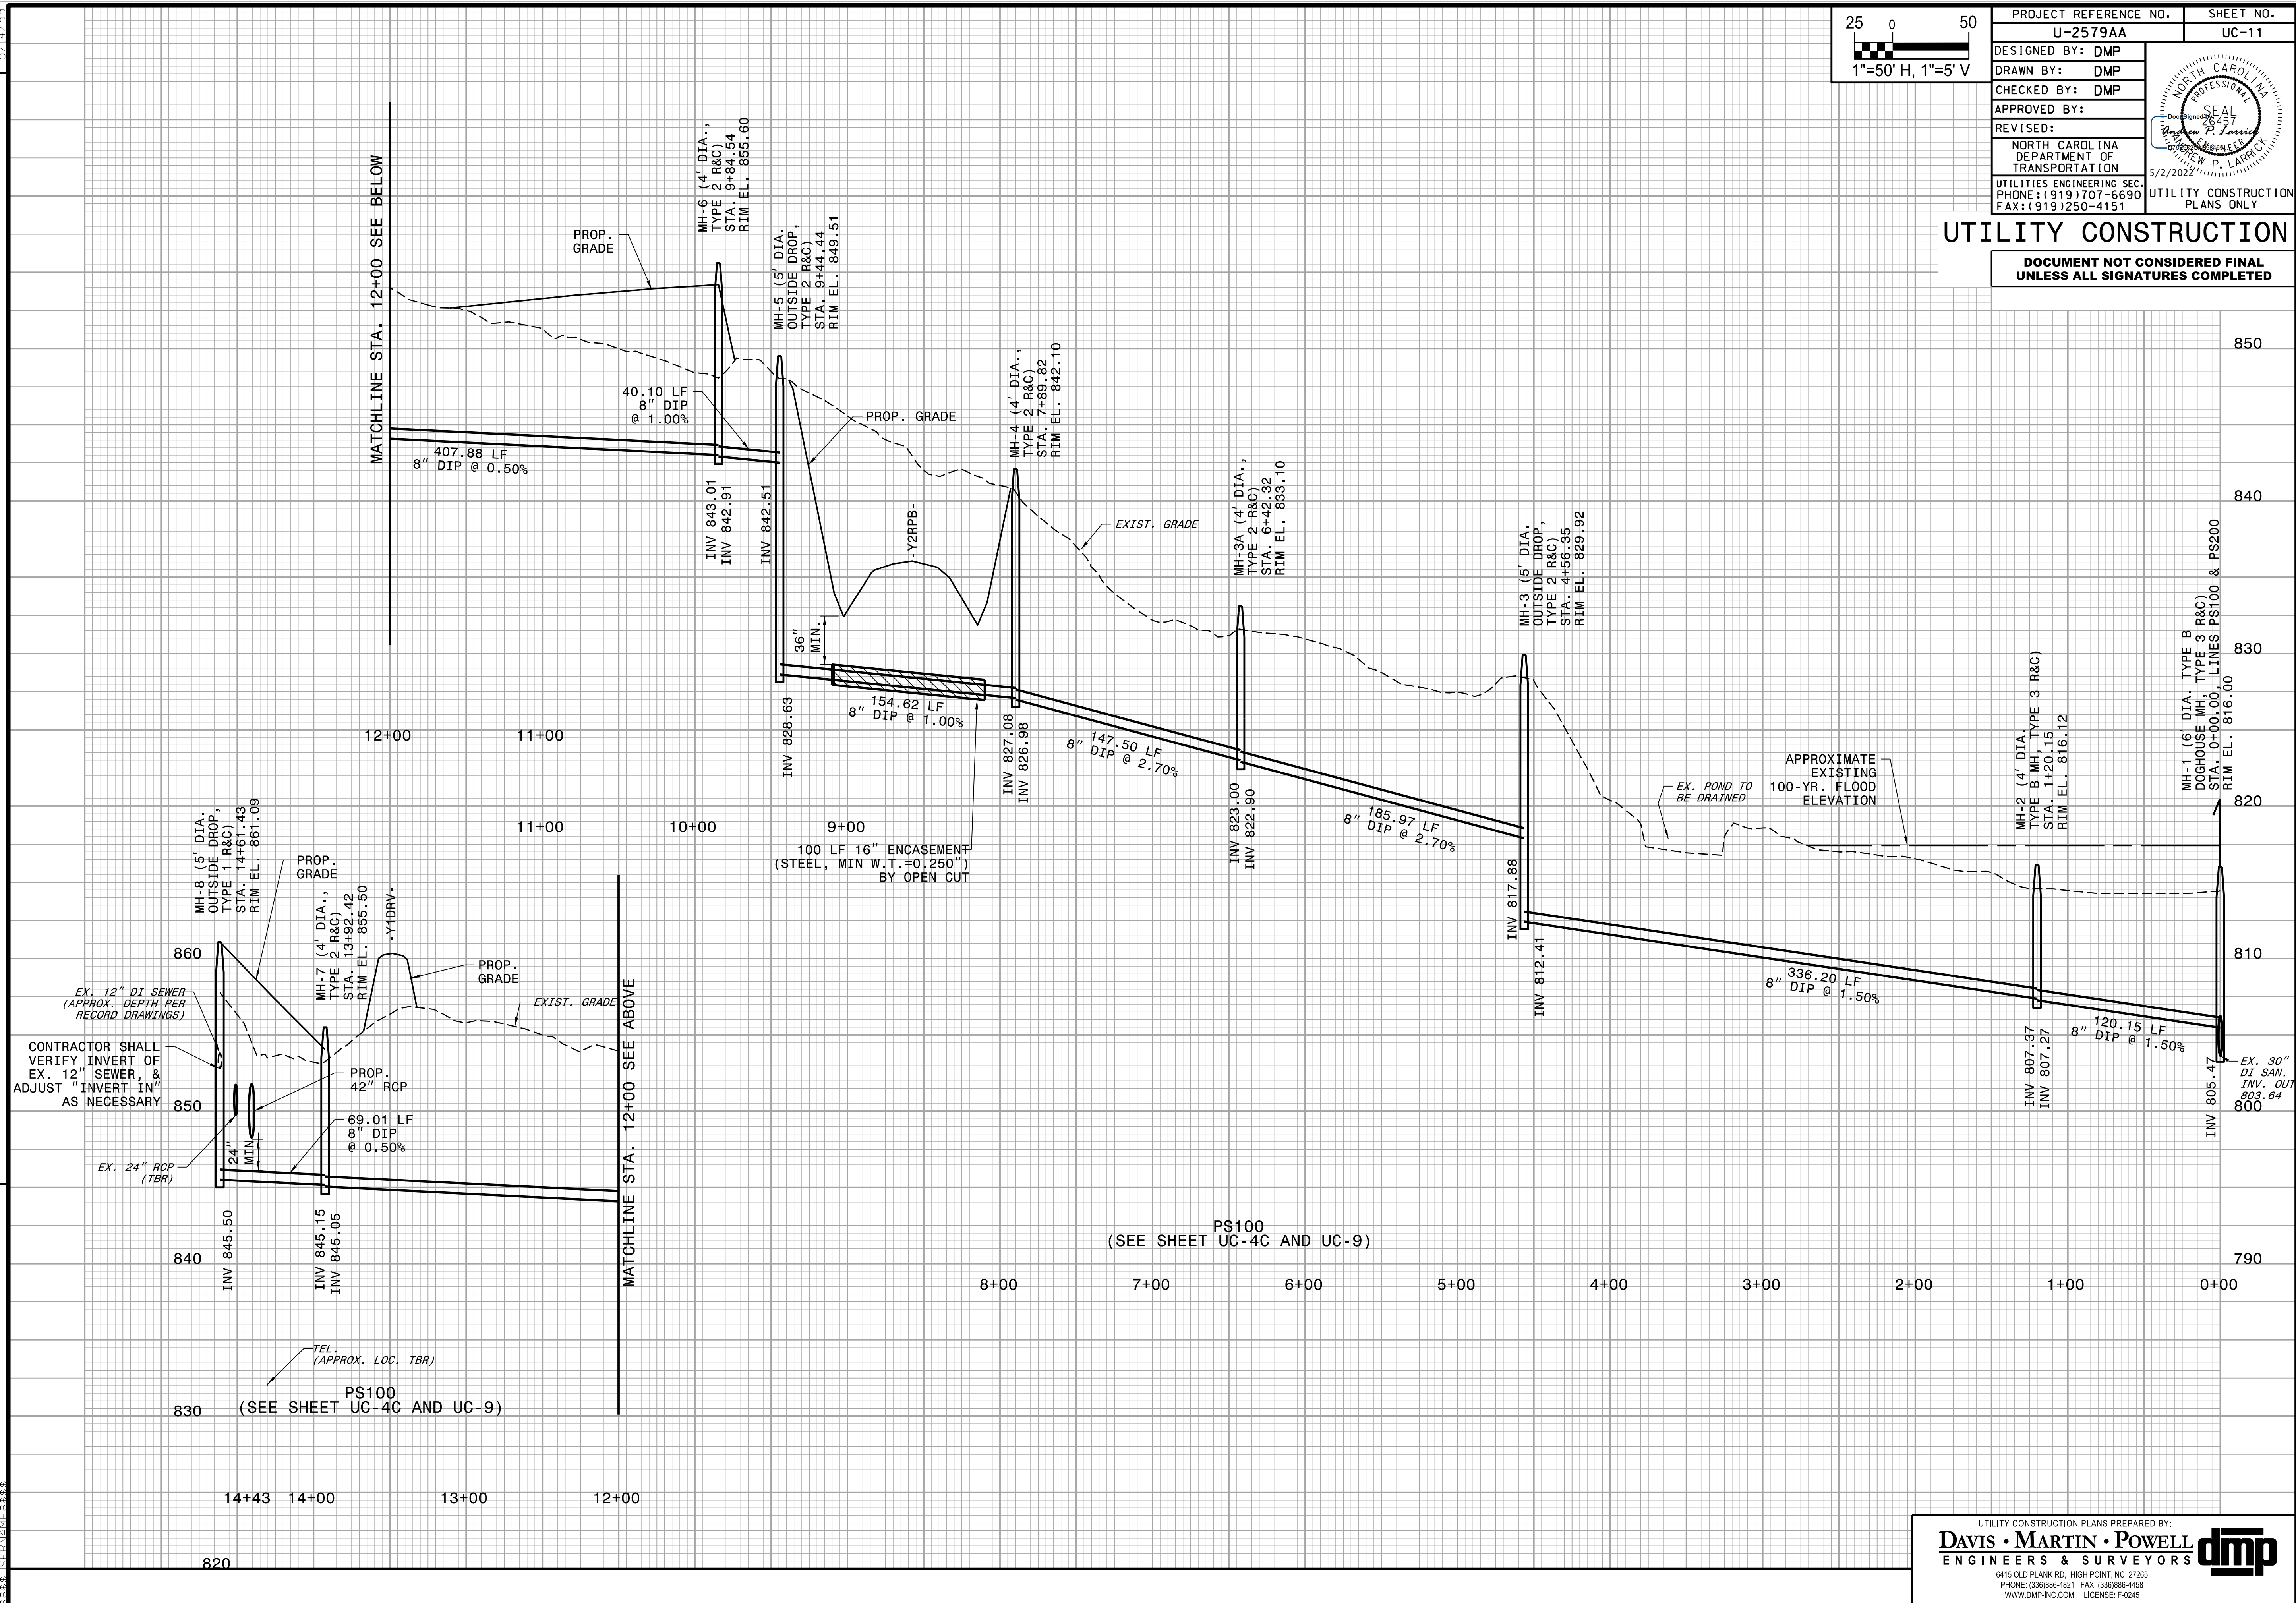 25 0 50
1"=50' H, 1"=5' V
PROJECT REFERENCE NO.
SHEET NO.
U-2579AA
UC-11
DESIGNED BY: DMP
DRAWN BY: DMP
CHECKED BY: DMP
APPROVED BY:
REVISED:
NORTH CAROLINA
DEPARTMENT OF
TRANSPORTATION
UTILITIES ENGINEERING SEC.
PHONE:(919)707-6690
FAX:(919)250-4151
NORTH CAROLINA
PROFESSIONAL
SEAL
26457
Andrew P. Larrick
ENGINEER
ANDREW P. LARRICK
5/2/2022
UTILITY CONSTRUCTION
PLANS ONLY
UTILITY CONSTRUCTION
DOCUMENT NOT CONSIDERED FINAL
UNLESS ALL SIGNATURES COMPLETED
MATCHLINE STA. 12+00 SEE BELOW
PROP.
GRADE
MH-6 (4' DIA.,
TYPE 2 R&C)
STA. 9+84.54
RIM EL. 855.60
MH-5 (5' DIA.
OUTSIDE DROP,
TYPE 2 R&C)
STA. 9+44.44
RIM EL. 849.51
40.10 LF
8" DIP
@ 1.00%
PROP. GRADE
MH-4 (4' DIA.,
TYPE 2 R&C)
STA. 7+89.82
RIM EL. 842.10
407.88 LF
8" DIP @ 0.50%
INV 843.01
INV 842.91
INV 842.51
-Y2RPB-
EXIST. GRADE
MH-3A (4' DIA.,
TYPE 2 R&C)
STA. 6+42.32
RIM EL. 833.10
MH-3 (5' DIA.
OUTSIDE DROP,
TYPE 2 R&C)
STA. 4+56.35
RIM EL. 829.92
36"
MIN.
154.62 LF
8" DIP @ 1.00%
INV 828.63
INV 827.08
INV 826.98
147.50 LF
8" DIP @ 2.70%
100 LF 16" ENCASEMENT
(STEEL, MIN W.T.=0.250")
BY OPEN CUT
INV 823.00
INV 822.90
185.97 LF
8" DIP @ 2.70%
INV 817.88
INV 812.41
EX. POND TO
BE DRAINED
APPROXIMATE
EXISTING
100-YR. FLOOD
ELEVATION
MH-2 (4' DIA.
TYPE B MH, TYPE 3 R&C)
STA. 1+20.15
RIM EL. 816.12
MH-1 (6' DIA. TYPE B
DOGHOUSE MH, TYPE 3 R&C)
STA. 0+00.00, LINES PS100 & PS200
RIM EL. 816.00
336.20 LF
8" DIP @ 1.50%
INV 807.37
INV 807.27
120.15 LF
8" DIP @ 1.50%
INV 805.47
EX. 30"
DI SAN.
INV. OUT
803.64
850
840
830
820
810
800
790
12+00
11+00
11+00
10+00
9+00
8+00
7+00
6+00
5+00
4+00
3+00
2+00
1+00
0+00
PS100
(SEE SHEET UC-4C AND UC-9)
MH-8 (5' DIA.
OUTSIDE DROP,
TYPE 1 R&C)
STA. 14+61.43
RIM EL. 861.09
PROP.
GRADE
MH-7 (4' DIA.,
TYPE 2 R&C)
STA. 13+92.42
RIM EL. 855.50
-Y1DRV-
PROP.
GRADE
EXIST. GRADE
EX. 12" DI SEWER
(APPROX. DEPTH PER
RECORD DRAWINGS)
CONTRACTOR SHALL
VERIFY INVERT OF
EX. 12" SEWER, &
ADJUST "INVERT IN"
AS NECESSARY
PROP.
42" RCP
69.01 LF
8" DIP
@ 0.50%
24"
MIN
EX. 24" RCP
(TBR)
INV 845.50
INV 845.15
INV 845.05
MATCHLINE STA. 12+00 SEE ABOVE
860
850
840
830
820
TEL.
(APPROX. LOC. TBR)
PS100
(SEE SHEET UC-4C AND UC-9)
14+43
14+00
13+00
12+00
UTILITY CONSTRUCTION PLANS PREPARED BY:
DAVIS • MARTIN • POWELL
ENGINEERS & SURVEYORS
dmp
6415 OLD PLANK RD, HIGH POINT, NC 27265
PHONE: (336)886-4821 FAX: (336)886-4458
WWW.DMP-INC.COM LICENSE: F-0245